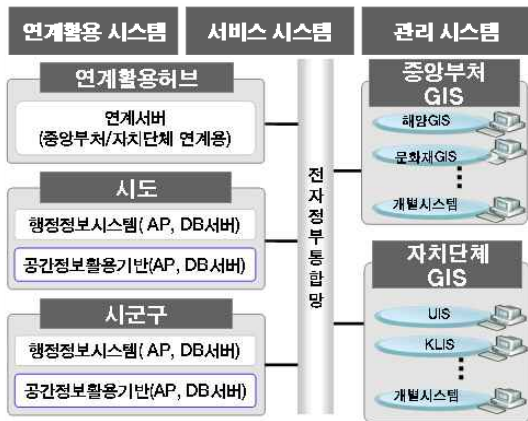 연계활용 시스템
서비스 시스템
관리 시스템
연계활용허브
연계서버
(중앙부처/자치단체 연계용)
시도
행정정보시스템( AP, DB서버)
공간정보활용기반(AP, DB서버)
시군구
행정정보시스템( AP, DB서버)
공간정보활용기반(AP, DB서버)
전자정부통합망
중앙부처
GIS
해양GIS
문화재GIS
개별시스템
자치단체
GIS
UIS
KLIS
개별시스템